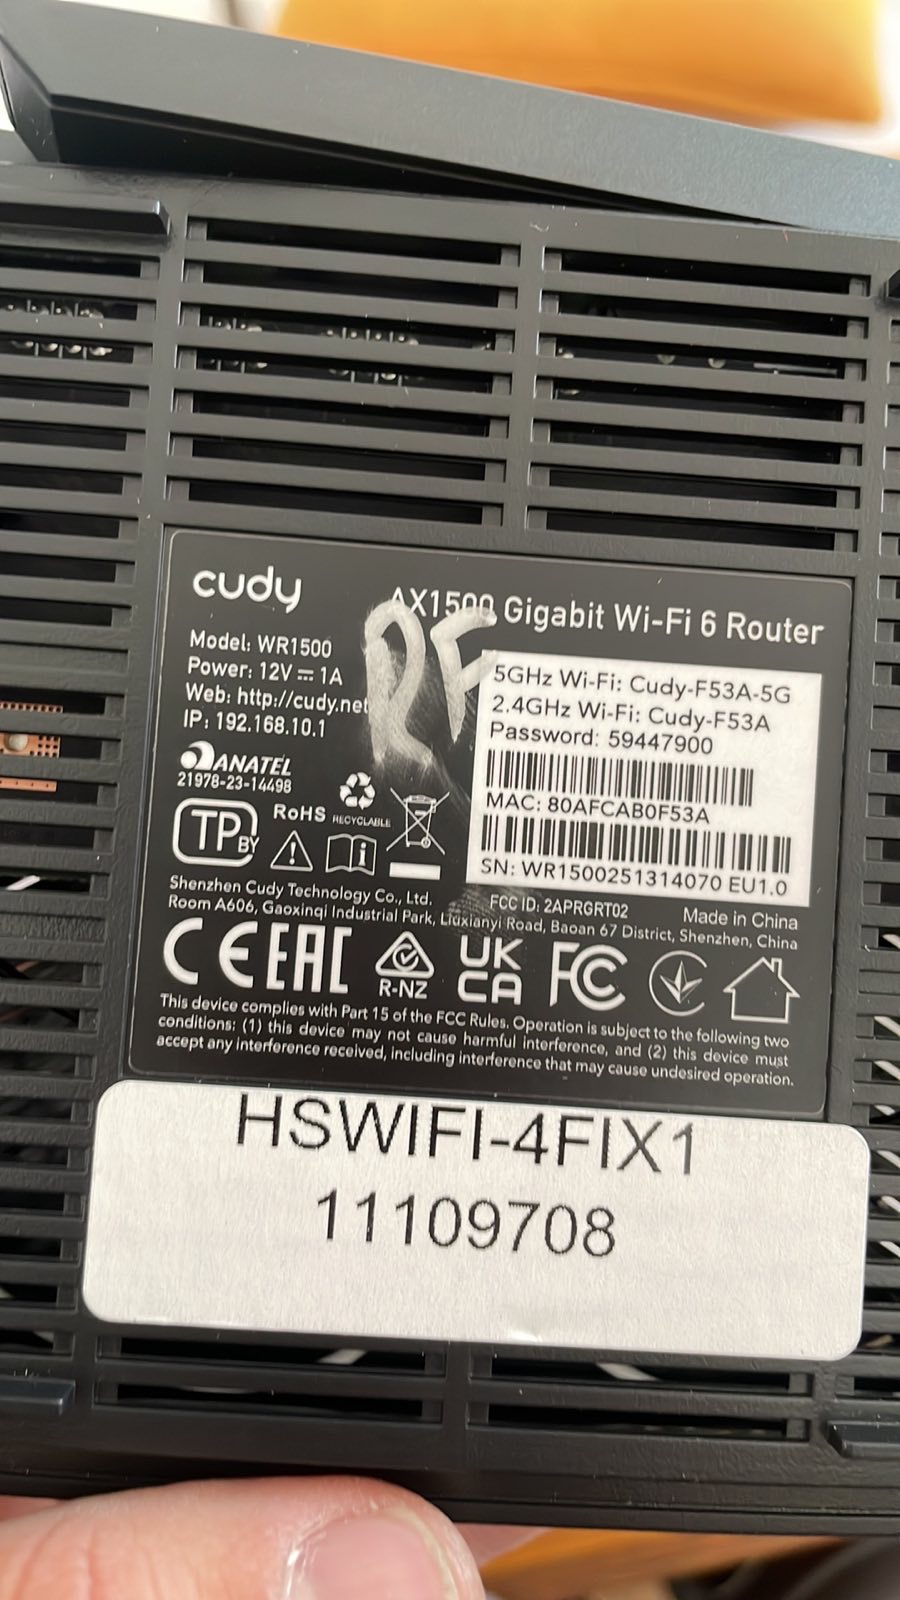 cudy
AX1500 Gigabit Wi-Fi 6 Router
RF
Model: WR1500
Power: 12V ⎓ 1A
Web: http://cudy.net
IP: 192.168.10.1
5GHz Wi-Fi: Cudy-F53A-5G
2.4GHz Wi-Fi: Cudy-F53A
Password: 59447900
MAC: 80AFCAB0F53A
SN: WR1500251314070 EU1.0
ANATEL
21978-23-14498
TP BY
RoHS
RECYCLABLE
Shenzhen Cudy Technology Co., Ltd.
FCC ID: 2APRGRT02
Made in China
Room A606, Gaoxinqi Industrial Park, Liuxianyi Road, Baoan 67 District, Shenzhen, China
CE EAC R-NZ UK CA FC
This device complies with Part 15 of the FCC Rules. Operation is subject to the following two
conditions: (1) this device may not cause harmful interference, and (2) this device must
accept any interference received, including interference that may cause undesired operation.
HSWIFI-4FIX1
11109708